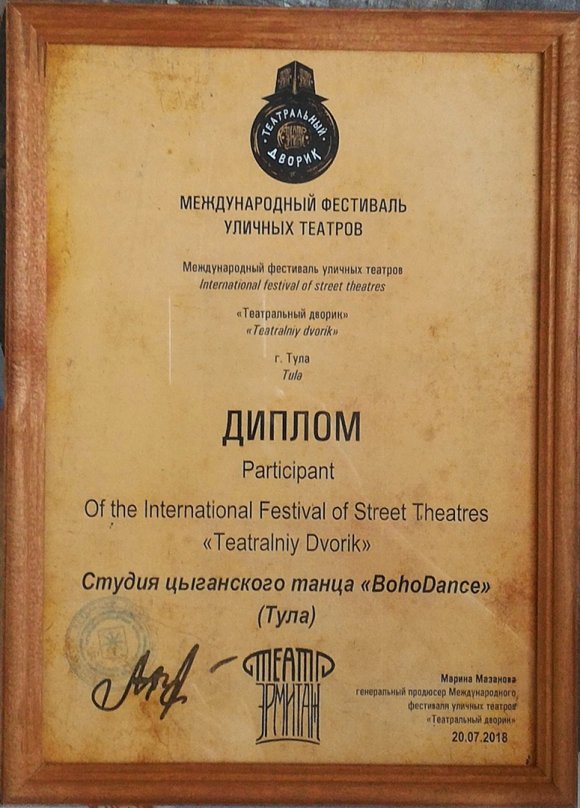 ТЕАТРАЛЬНЫЙ
ДВОРИК
МЕЖДУНАРОДНЫЙ ФЕСТИВАЛЬ
УЛИЧНЫХ ТЕАТРОВ
Международный фестиваль уличных театров
International festival of street theatres
«Театральный дворик»
«Teatralniy dvorik»
г. Тула
Tula
ДИПЛОМ
Participant
Of the International Festival of Street Theatres
«Teatralniy Dvorik»
Студия цыганского танца «BohoDance»
(Тула)
ТЕАТР
ЭРМИТАЖ
Марина Мазанова
генеральный продюсер Международного
фестиваля уличных театров
«Театральный дворик»
20.07.2018